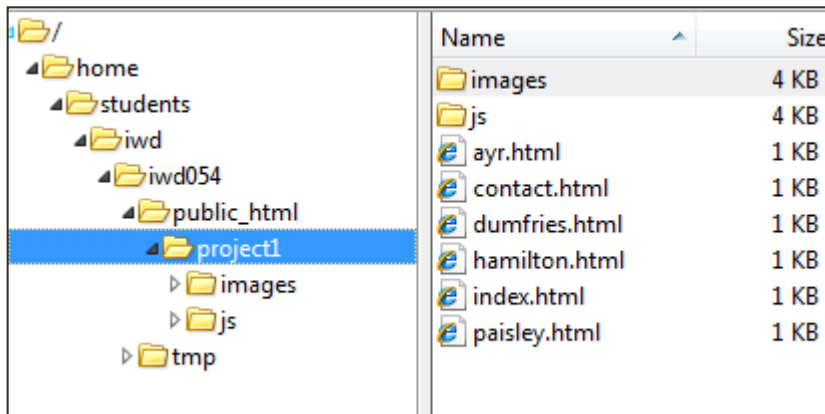 /
home
students
iwd
iwd054
public_html
project1
images
js
tmp
Name Size
images 4 KB
js 4 KB
ayr.html 1 KB
contact.html 1 KB
dumfries.html 1 KB
hamilton.html 1 KB
index.html 1 KB
paisley.html 1 KB